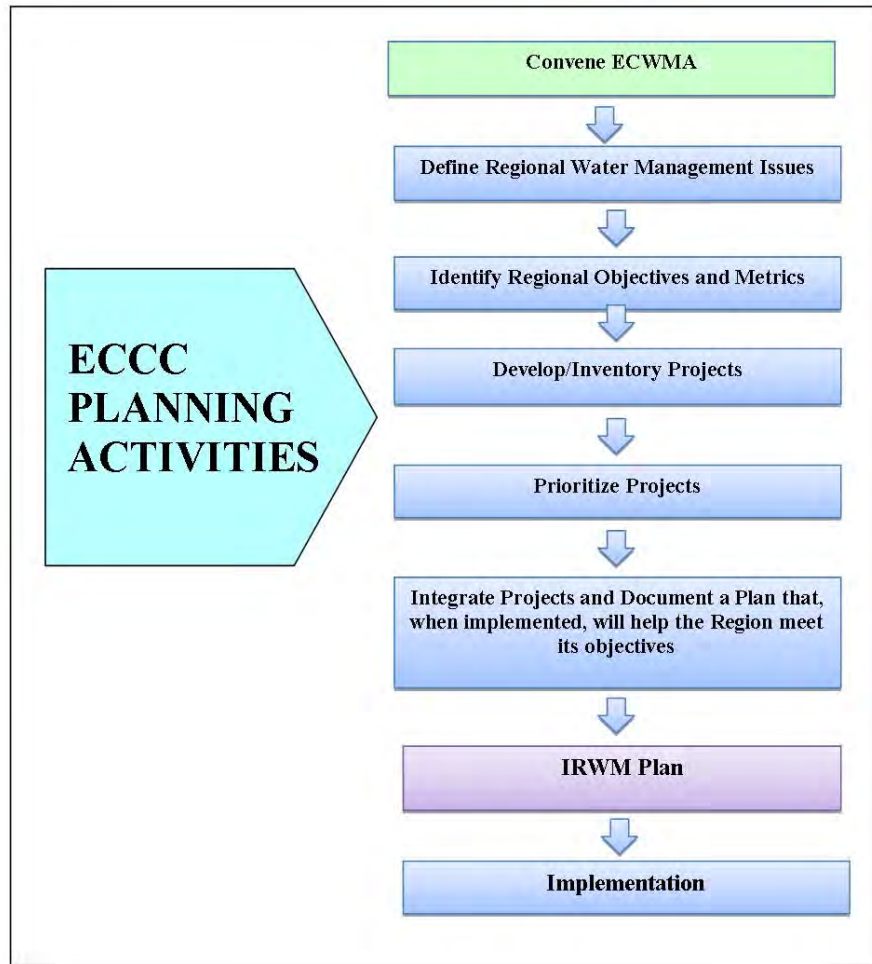 Convene ECWMA
Define Regional Water Management Issues
Identify Regional Objectives and Metrics
ECCC
PLANNING
ACTIVITIES
Develop/Inventory Projects
Prioritize Projects
Integrate Projects and Document a Plan that,
when implemented, will help the Region meet
its objectives
IRWM Plan
Implementation